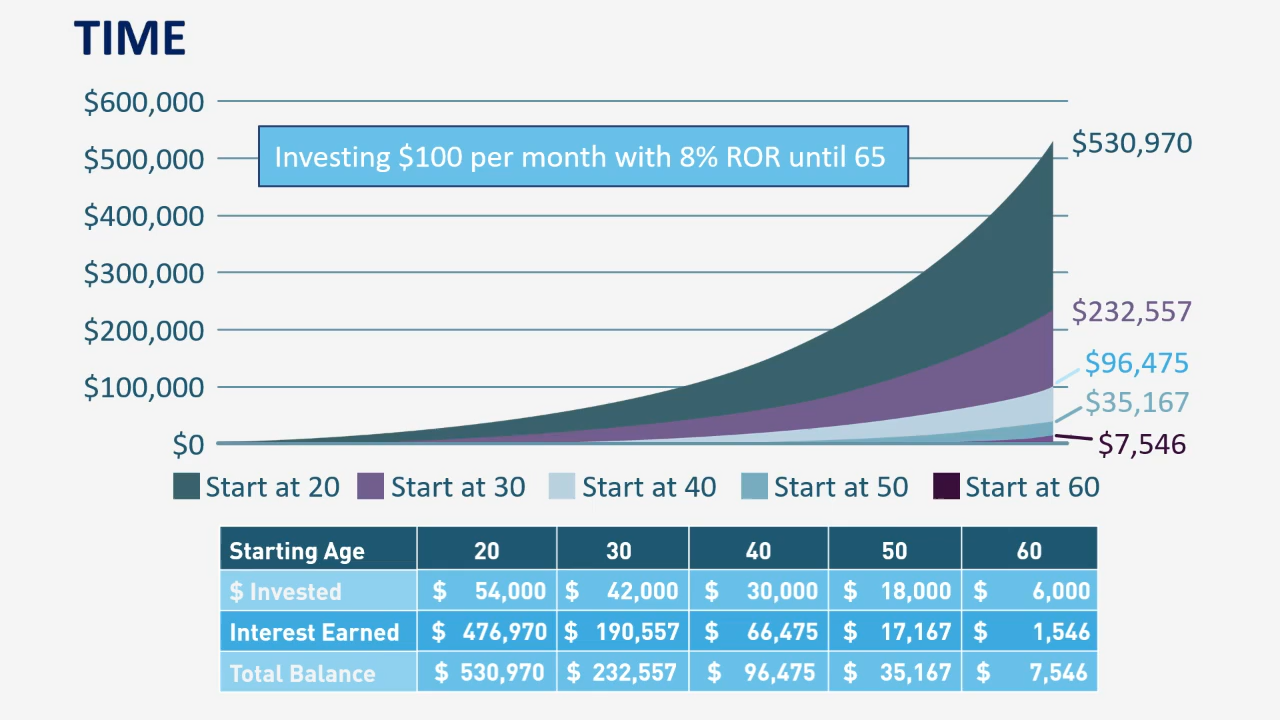 TIME
$600,000
$500,000
$400,000
$300,000
$200,000
$100,000
$0
Investing $100 per month with 8% ROR until 65
$530,970
$232,557
$96,475
$35,167
$7,546
Start at 20 Start at 30 Start at 40 Start at 50 Start at 60
Starting Age 20 30 40 50 60
$ Invested $ 54,000 $ 42,000 $ 30,000 $ 18,000 $ 6,000
Interest Earned $ 476,970 $ 190,557 $ 66,475 $ 17,167 $ 1,546
Total Balance $ 530,970 $ 232,557 $ 96,475 $ 35,167 $ 7,546